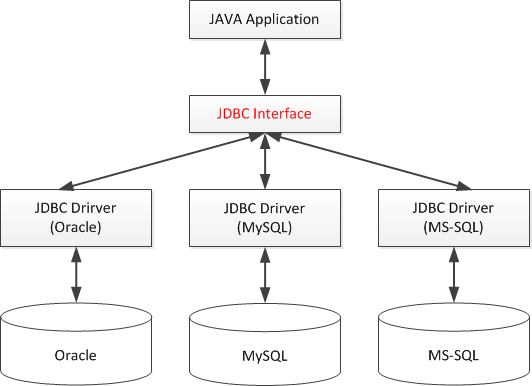 JAVA Application
JDBC Interface
JDBC Drirver
(Oracle)
JDBC Drirver
(MySQL)
JDBC Drirver
(MS-SQL)
Oracle
MySQL
MS-SQL